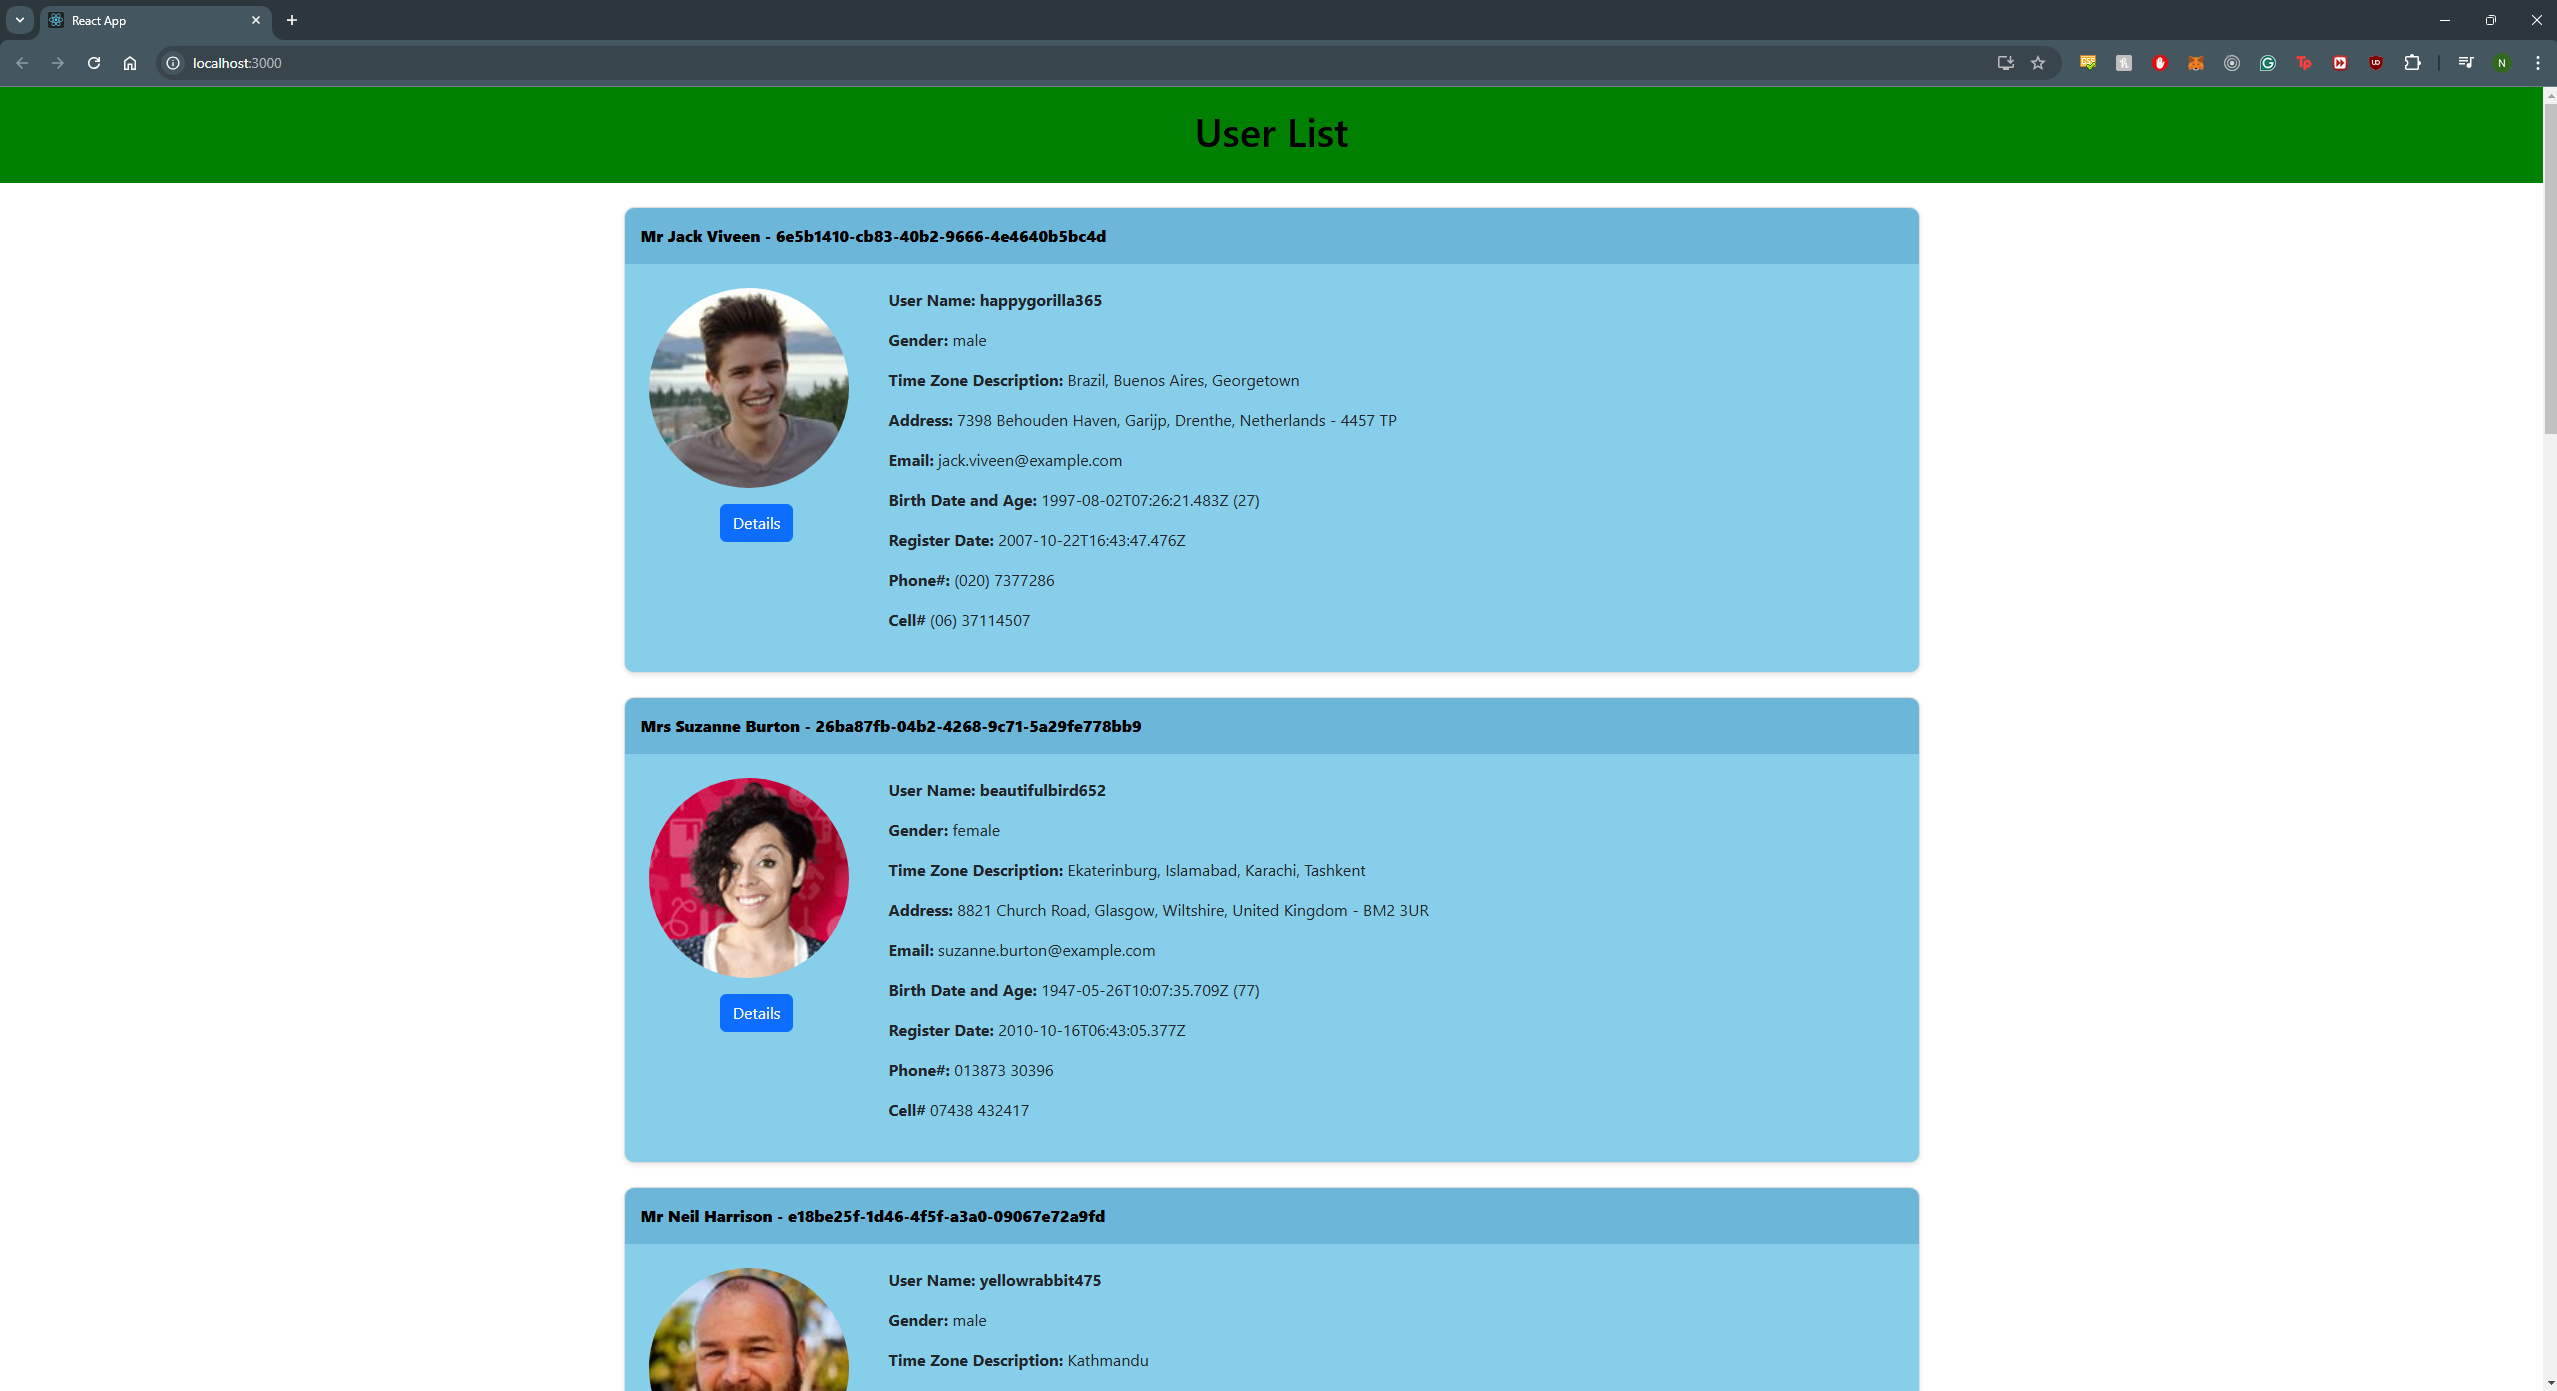 React App
localhost:3000
N
User List
Mr Jack Viveen - 6e5b1410-cb83-40b2-9666-4e4640b5bc4d
User Name: happygorilla365
Gender: male
Time Zone Description: Brazil, Buenos Aires, Georgetown
Address: 7398 Behouden Haven, Garijp, Drenthe, Netherlands - 4457 TP
Email: jack.viveen@example.com
Birth Date and Age: 1997-08-02T07:26:21.483Z (27)
Details
Register Date: 2007-10-22T16:43:47.476Z
Phone#: (020) 7377286
Cell# (06) 37114507
Mrs Suzanne Burton - 26ba87fb-04b2-4268-9c71-5a29fe778bb9
User Name: beautifulbird652
Gender: female
Time Zone Description: Ekaterinburg, Islamabad, Karachi, Tashkent
Address: 8821 Church Road, Glasgow, Wiltshire, United Kingdom - BM2 3UR
Email: suzanne.burton@example.com
Birth Date and Age: 1947-05-26T10:07:35.709Z (77)
Details
Register Date: 2010-10-16T06:43:05.377Z
Phone#: 013873 30396
Cell# 07438 432417
Mr Neil Harrison - e18be25f-1d46-4f5f-a3a0-09067e72a9fd
User Name: yellowrabbit475
Gender: male
Time Zone Description: Kathmandu